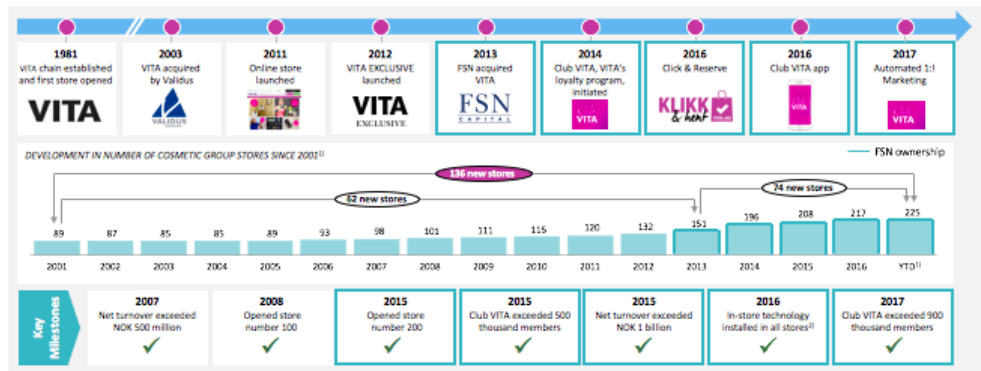 1981
VITA chain established
and first store opened
VITA
2003
VITA acquired
by Validus
VALIDUS
2011
Online store
launched
2012
VITA EXCLUSIVE
launched
VITA
EXCLUSIVE
2013
FSN acquired
VITA
FSN
CAPITAL
2014
Club VITA, VITA's
loyalty program,
initiated
VITA
2016
Click & Reserve
KLIKK
& hent
2016
Club VITA app
VITA
2017
Automated 1:1
Marketing
VITA
DEVELOPMENT IN NUMBER OF COSMETIC GROUP STORES SINCE 2001¹⁾
FSN ownership
136 new stores
62 new stores
74 new stores
89 87 85 85 89 93 98 101 111 115 120 132 151 196 208 217 225
2001 2002 2003 2004 2005 2006 2007 2008 2009 2010 2011 2012 2013 2014 2015 2016 YTD¹⁾
Key
Milestones
2007
Net turnover exceeded
NOK 500 million
2008
Opened store
number 100
2015
Opened store
number 200
2015
Club VITA exceeded 500
thousand members
2015
Net turnover exceeded
NOK 1 billion
2016
In-store technology
installed in all stores²⁾
2017
Club VITA exceeded 900
thousand members